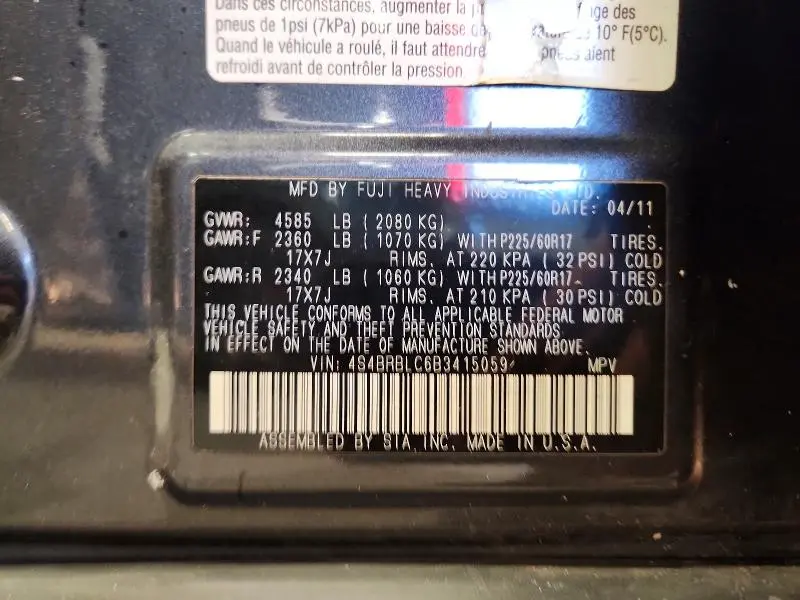 Dans ces circonstances, augmenter la p
fage des
pneus de 1psi (7kPa) pour une baisse de
10° F(5°C).
Quand le véhicule a roulé, il faut attendre
pneus aient
refroidi avant de contrôler la pression
MFD BY FUJI HEAVY INDUSTRIES LTD.
DATE: 04/11
GVWR: 4585 LB ( 2080 KG)
GAWR:F 2360 LB ( 1070 KG) WITH P225/60R17 TIRES.
17X7J RIMS. AT 220 KPA ( 32 PSI) COLD
GAWR:R 2340 LB ( 1060 KG) WITH P225/60R17 TIRES.
17X7J RIMS. AT 210 KPA ( 30 PSI) COLD
THIS VEHICLE CONFORMS TO ALL APPLICABLE FEDERAL MOTOR
VEHICLE SAFETY AND THEFT PREVENTION STANDARDS
IN EFFECT ON THE DATE OF MANUFACTURE SHOWN ABOVE.
VIN: 4S4BRBLC6B3415059 MPV
ASSEMBLED BY SIA, INC. MADE IN U.S.A.